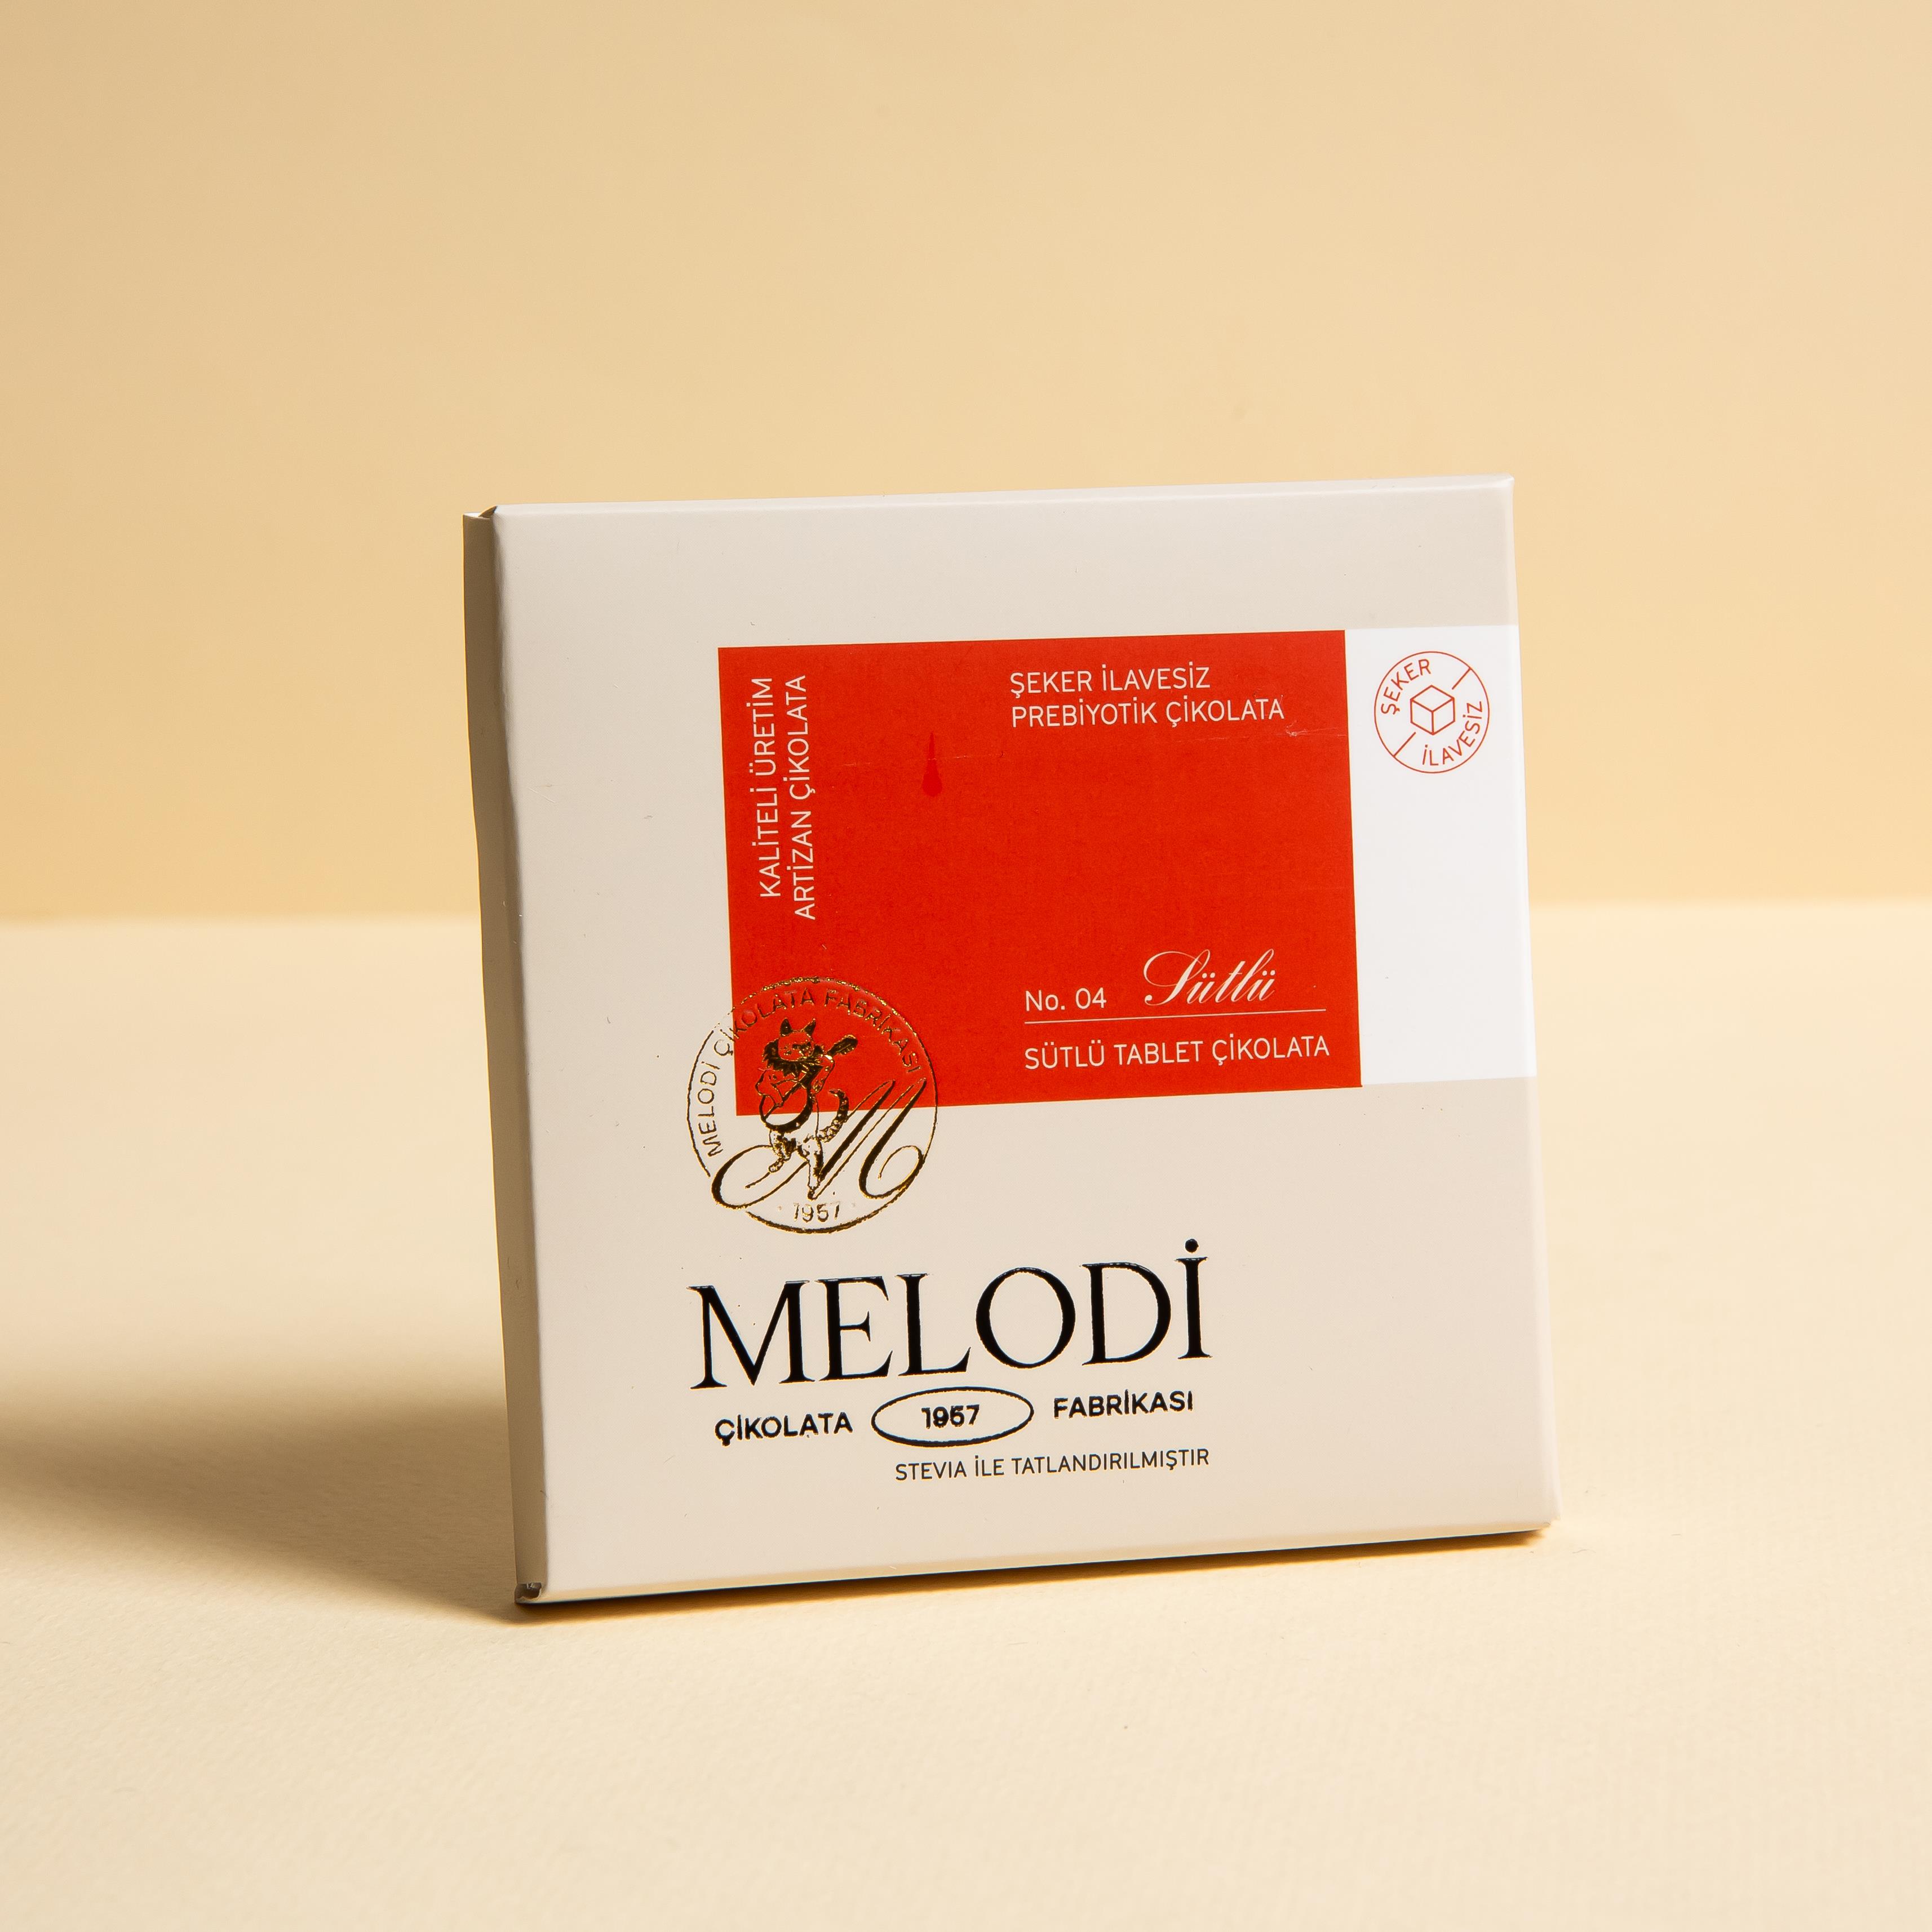 KALİTELİ ÜRETİM
ARTİZAN ÇİKOLATA
ŞEKER İLAVESİZ
PREBİYOTİK ÇİKOLATA
ŞEKER
İLAVESİZ
No. 04 Sütlü
SÜTLÜ TABLET ÇİKOLATA
MELODİ ÇİKOLATA FABRİKASI
M
1957
MELODİ
ÇİKOLATA 1957 FABRİKASI
STEVIA İLE TATLANDIRILMIŞTIR